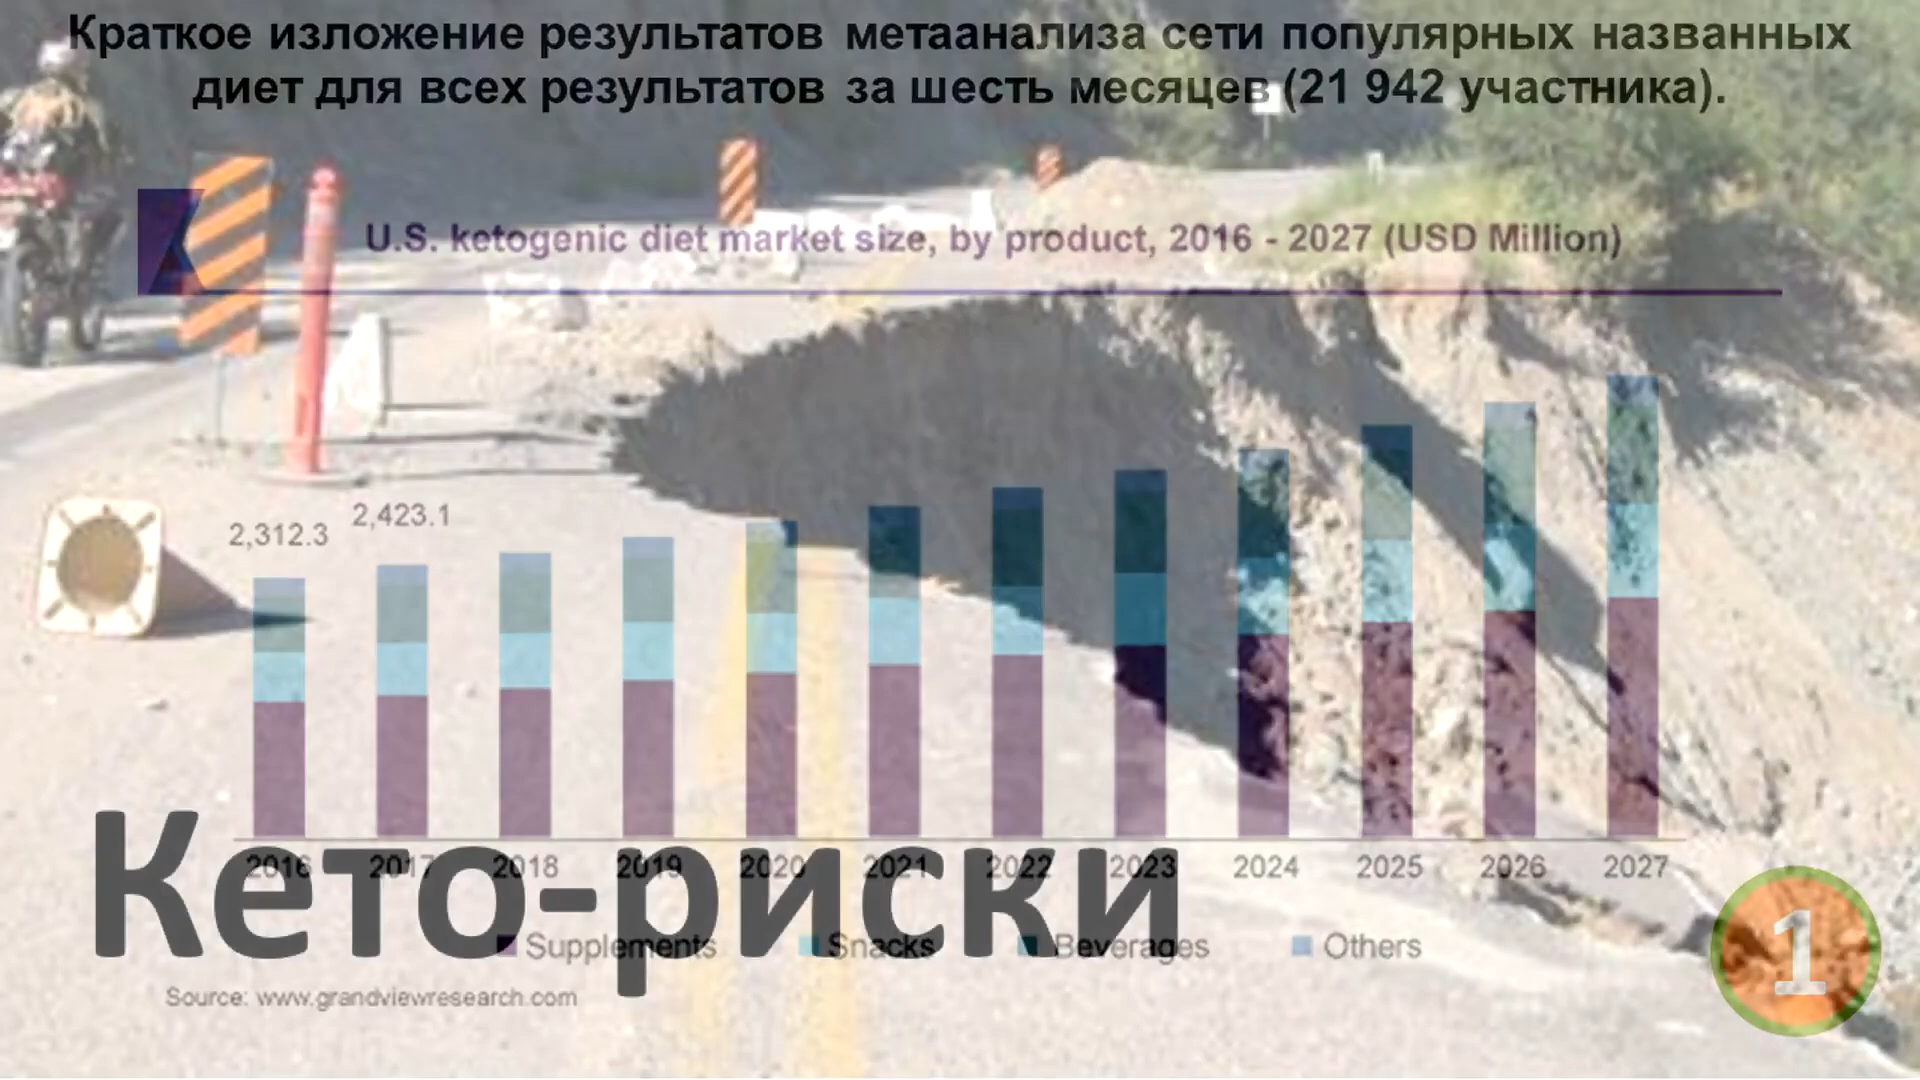 Краткое изложение результатов метаанализа сети популярных названных
диет для всех результатов за шесть месяцев (21 942 участника).
U.S. ketogenic diet market size, by product, 2016 - 2027 (USD Million)
2,312.3
2,423.1
2016 2017 2018 2019 2020 2021 2022 2023 2024 2025 2026 2027
Кето-риски
Supplements Snacks Beverages Others
Source: www.grandviewresearch.com
1